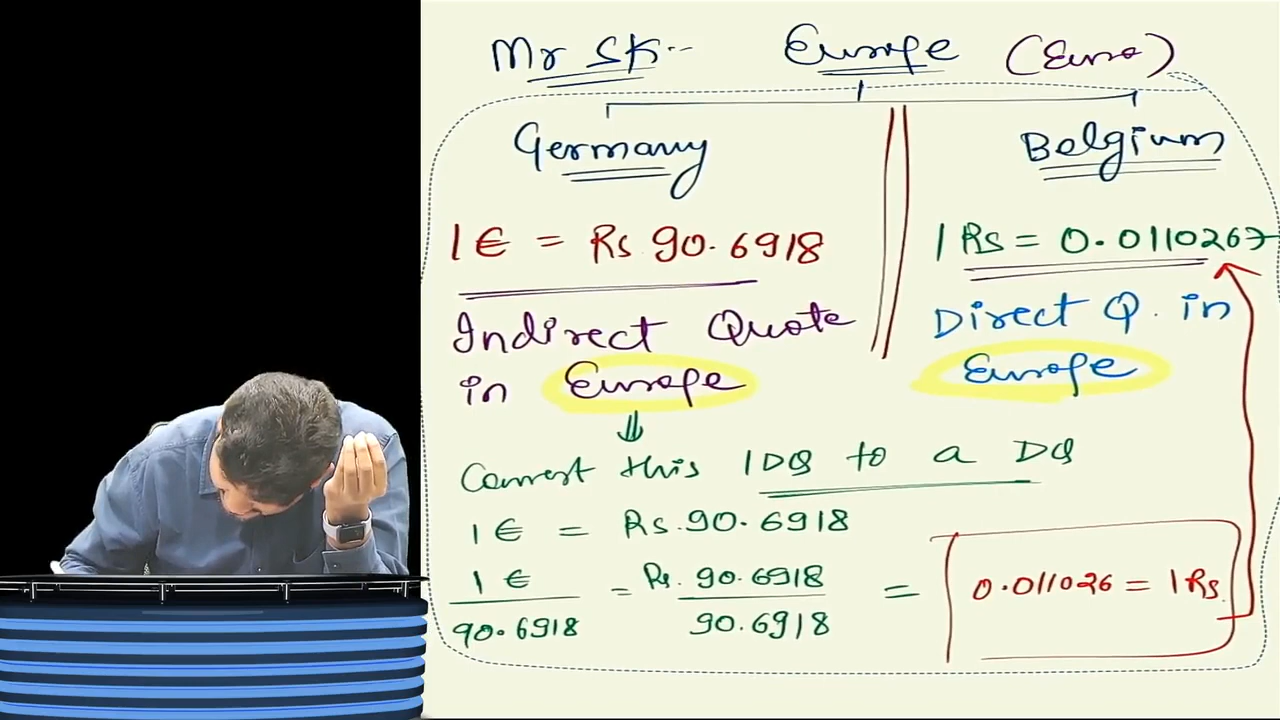 Mr SK-- Europe (Euro)
Germany
1€ = Rs 90.6918
Indirect Quote
in Europe
Belgium
1 Rs = 0.0110267
Direct Q. in
Europe
Convert this IDQ to a DQ
1€ = Rs. 90.6918
1€ / 90.6918 = Rs. 90.6918 / 90.6918 = 0.011026 = 1 Rs.